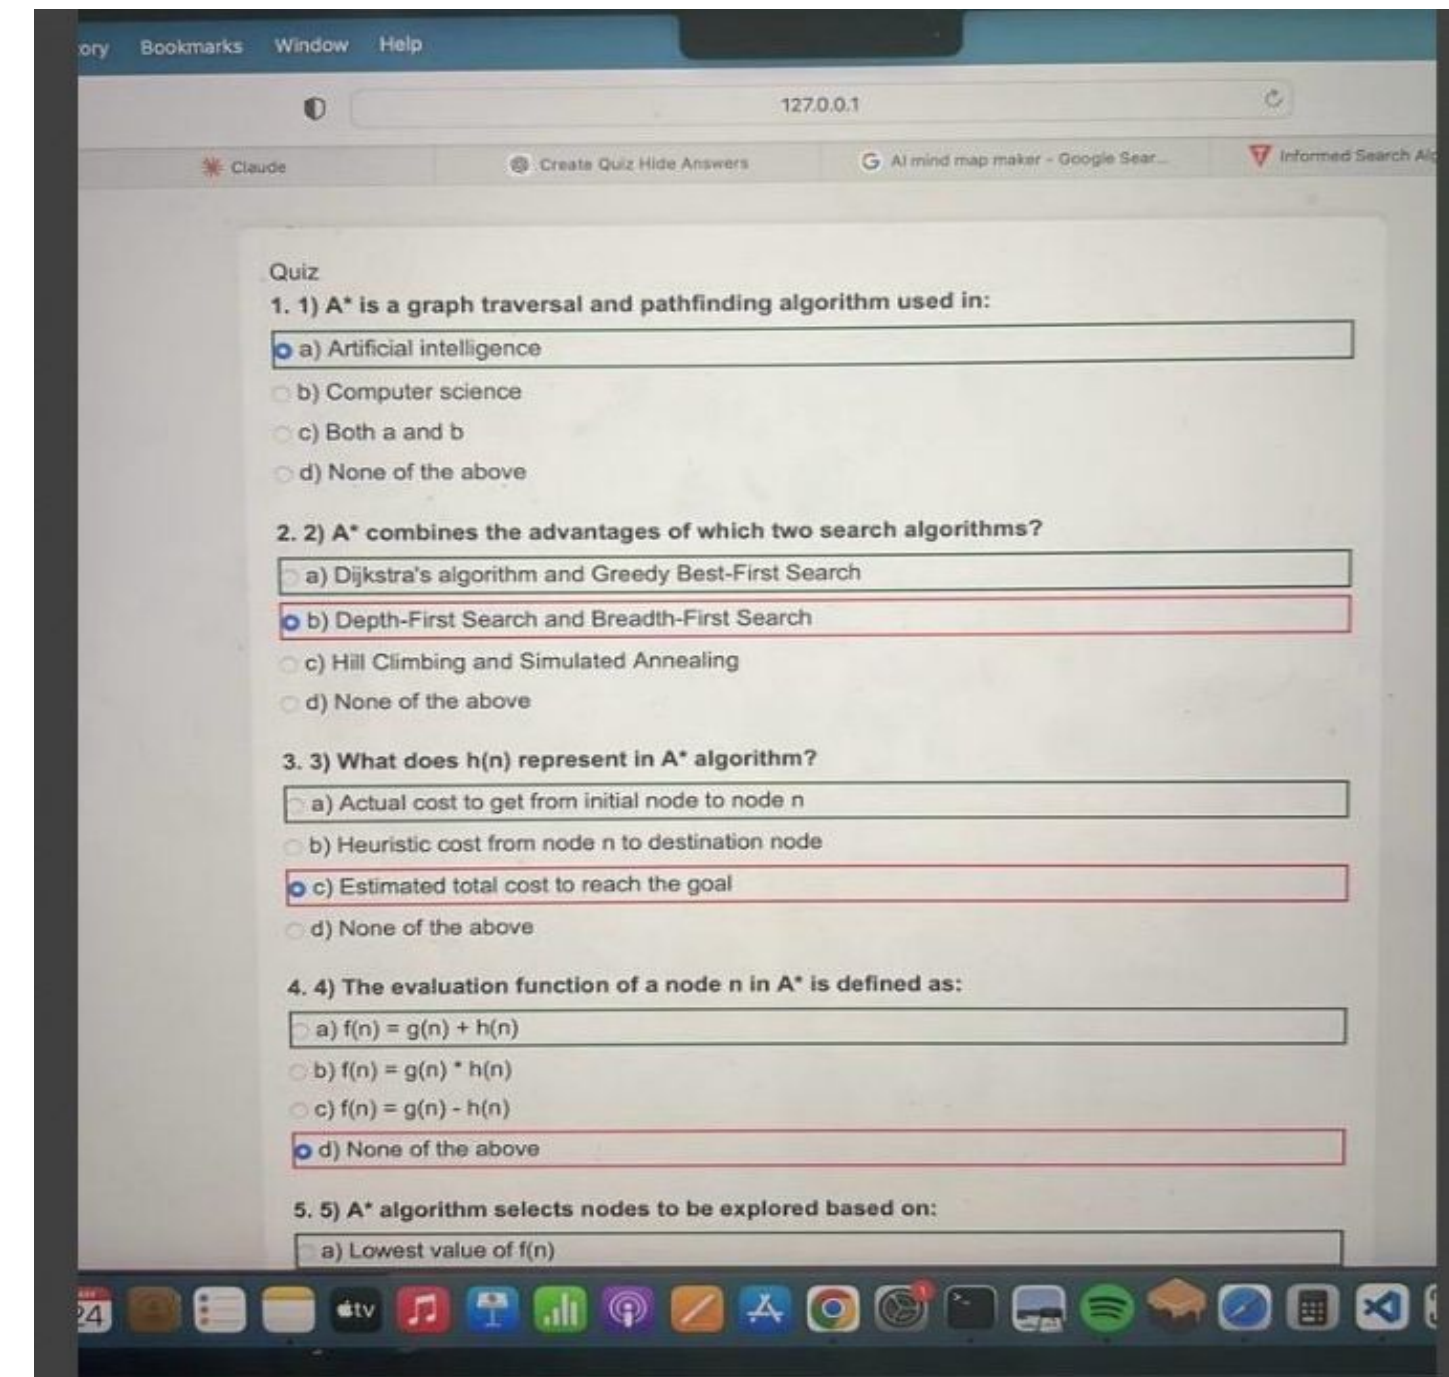 ory Bookmarks Window Help
127.0.0.1
Claude Create Quiz Hide Answers AI mind map maker - Google Sear... Informed Search Alg
Quiz
1. 1) A* is a graph traversal and pathfinding algorithm used in:
a) Artificial intelligence
b) Computer science
c) Both a and b
d) None of the above
2. 2) A* combines the advantages of which two search algorithms?
a) Dijkstra's algorithm and Greedy Best-First Search
b) Depth-First Search and Breadth-First Search
c) Hill Climbing and Simulated Annealing
d) None of the above
3. 3) What does h(n) represent in A* algorithm?
a) Actual cost to get from initial node to node n
b) Heuristic cost from node n to destination node
c) Estimated total cost to reach the goal
d) None of the above
4. 4) The evaluation function of a node n in A* is defined as:
a) f(n) = g(n) + h(n)
b) f(n) = g(n) * h(n)
c) f(n) = g(n) - h(n)
d) None of the above
5. 5) A* algorithm selects nodes to be explored based on:
a) Lowest value of f(n)
24 tv 1